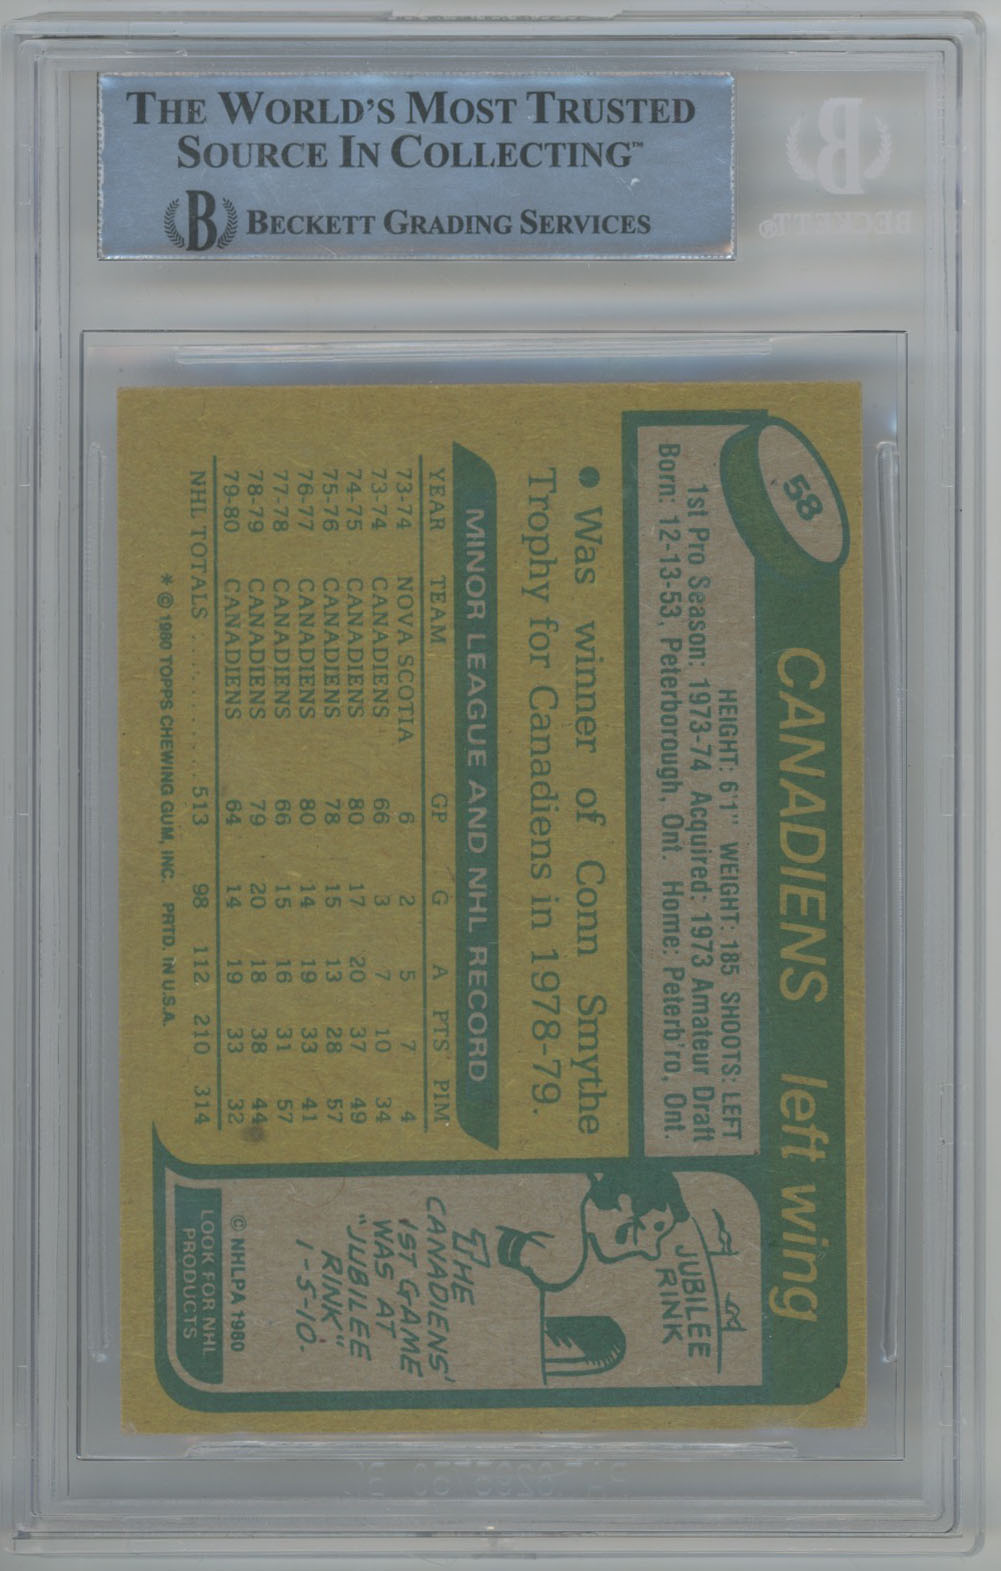 THE WORLD'S MOST TRUSTED
SOURCE IN COLLECTING™
B BECKETT GRADING SERVICES
B
BECKETT®
58
CANADIENS left wing
HEIGHT: 6'1" WEIGHT: 185 SHOOTS: LEFT
1st Pro Season: 1973-74 Acquired: 1973 Amateur Draft
Born: 12-13-53, Peterborough, Ont. Home: Peterb'ro, Ont.
• Was winner of Conn Smythe
Trophy for Canadiens in 1978-79.
MINOR LEAGUE AND NHL RECORD
YEAR TEAM GP G A PTS PIM
73-74 NOVA SCOTIA 6 2 5 7 4
73-74 CANADIENS 66 3 7 10 34
74-75 CANADIENS 80 17 20 37 49
75-76 CANADIENS 78 15 13 28 57
76-77 CANADIENS 80 14 19 33 41
77-78 CANADIENS 66 15 16 31 57
78-79 CANADIENS 79 20 18 38 44
79-80 CANADIENS 64 14 19 33 32
NHL TOTALS .......... 513 98 112 210 314
* © 1980 TOPPS CHEWING GUM, INC. PRTD. IN U.S.A.
JUBILEE
RINK
THE
CANADIENS'
1ST GAME
WAS AT
"JUBILEE
RINK"
1-5-10.
© NHLPA 1980
LOOK FOR NHL
PRODUCTS